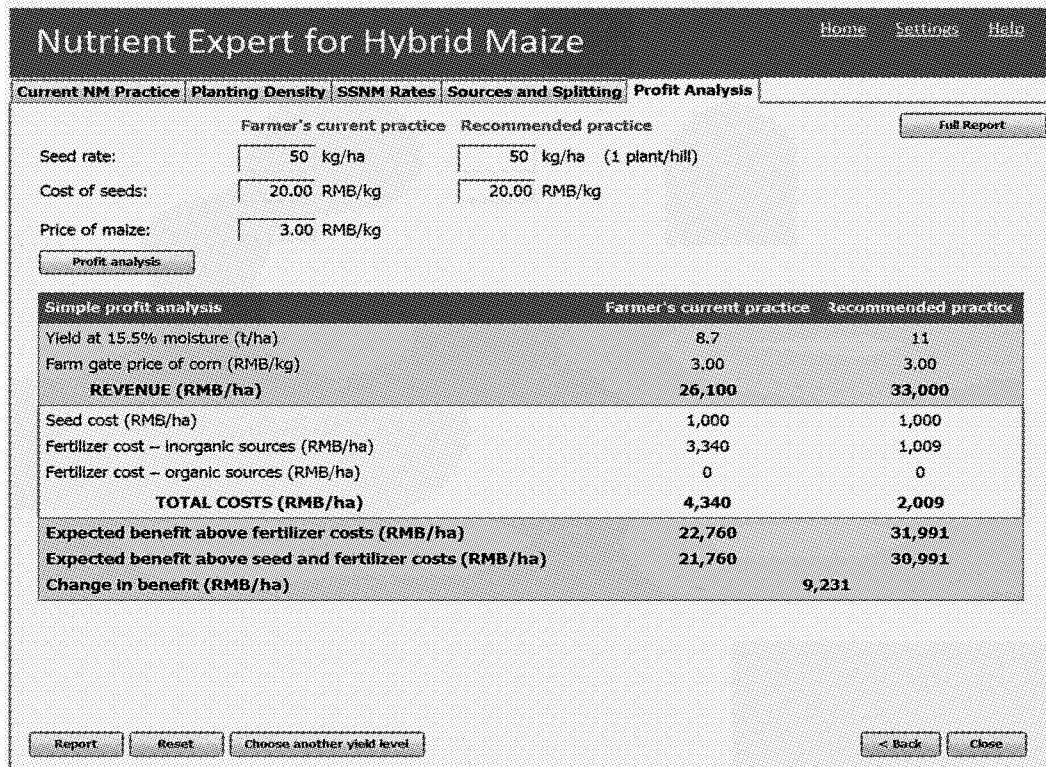 Nutrient Expert for Hybrid Maize
Home Settings Help
Current NM Practice Planting Density SSNM Rates Sources and Splitting Profit Analysis
Farmer's current practice Recommended practice Full Report
Seed rate: 50 kg/ha 50 kg/ha (1 plant/hill)
Cost of seeds: 20.00 RMB/kg 20.00 RMB/kg
Price of maize: 3.00 RMB/kg
Profit analysis
Simple profit analysis Farmer's current practice Recommended practice
Yield at 15.5% moisture (t/ha) 8.7 11
Farm gate price of corn (RMB/kg) 3.00 3.00
REVENUE (RMB/ha) 26,100 33,000
Seed cost (RMB/ha) 1,000 1,000
Fertilizer cost – inorganic sources (RMB/ha) 3,340 1,009
Fertilizer cost – organic sources (RMB/ha) 0 0
TOTAL COSTS (RMB/ha) 4,340 2,009
Expected benefit above fertilizer costs (RMB/ha) 22,760 31,991
Expected benefit above seed and fertilizer costs (RMB/ha) 21,760 30,991
Change in benefit (RMB/ha) 9,231
Report Reset Choose another yield level < Back Close